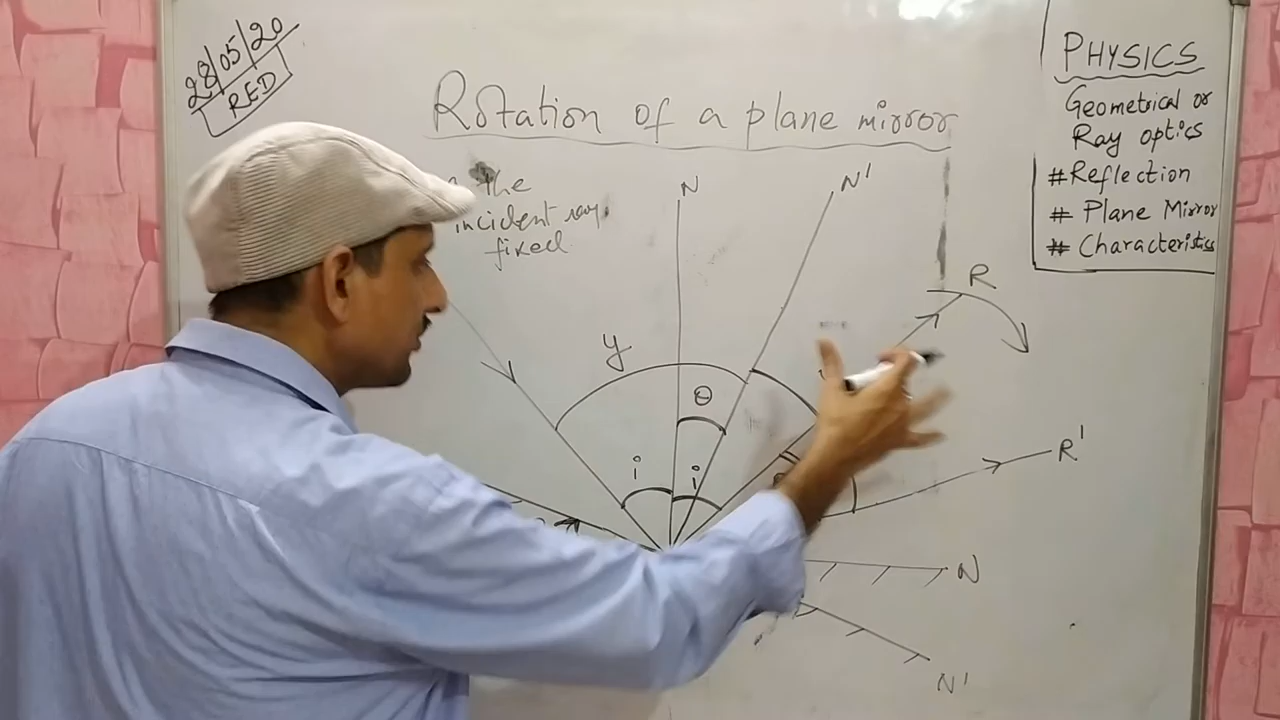 28/05/20
RED
Rotation of a plane mirror
PHYSICS
Geometrical or
Ray optics
# Reflection
# Plane Mirror
# Characteristics
the
incident ray
fixed
N
N'
R
y
θ
i
i
R'
N
N'